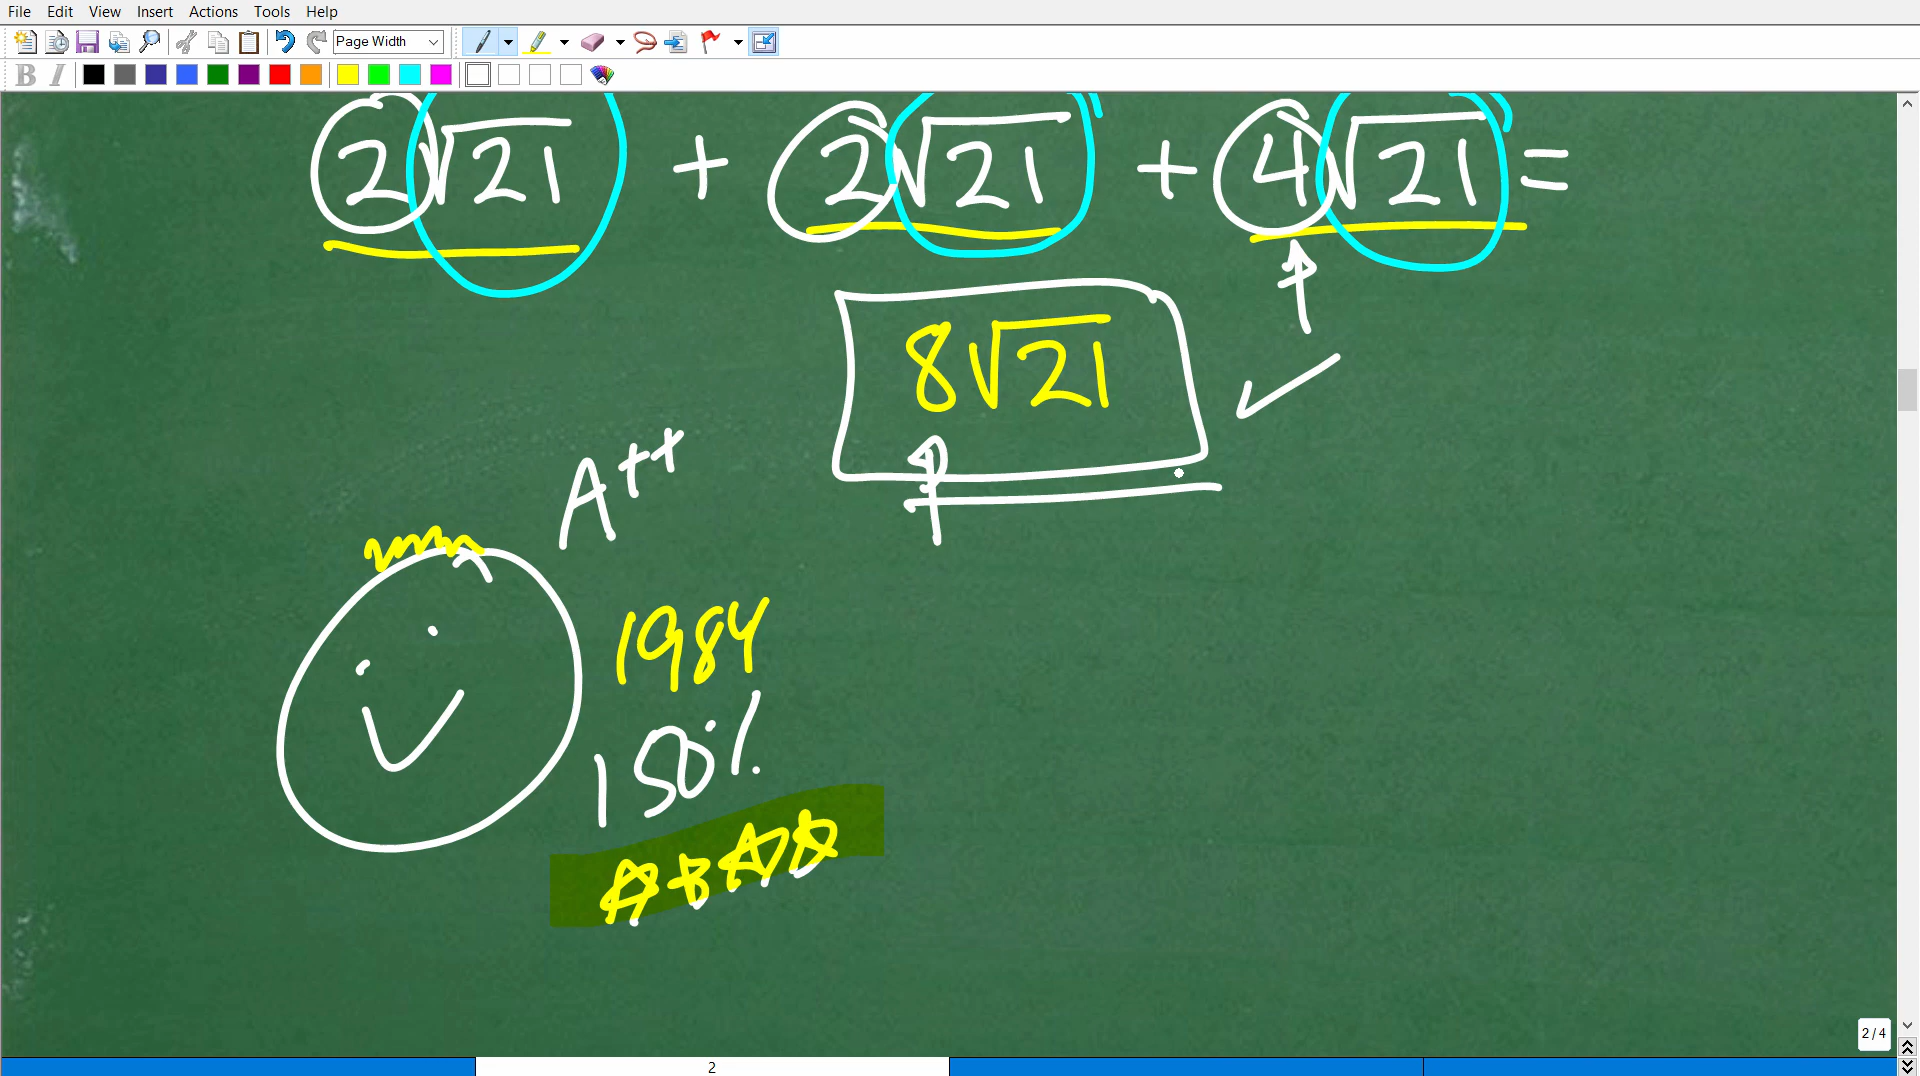 File Edit View Insert Actions Tools Help
Page Width
B I
2√21 + 2√21 + 4√21 =
8√21
A++
1984
150%
2 / 4
2